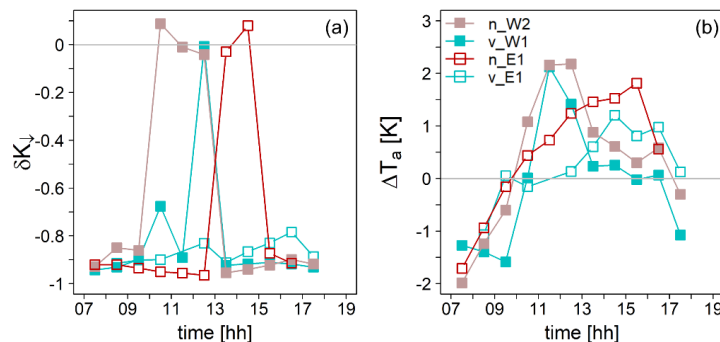 (a)
δK↓
0
-0.2
-0.4
-0.6
-0.8
-1
07 09 11 13 15 17 19
time [hh]
(b)
n_W2
v_W1
n_E1
v_E1
ΔTa [K]
3
2
1
0
-1
-2
07 09 11 13 15 17 19
time [hh]